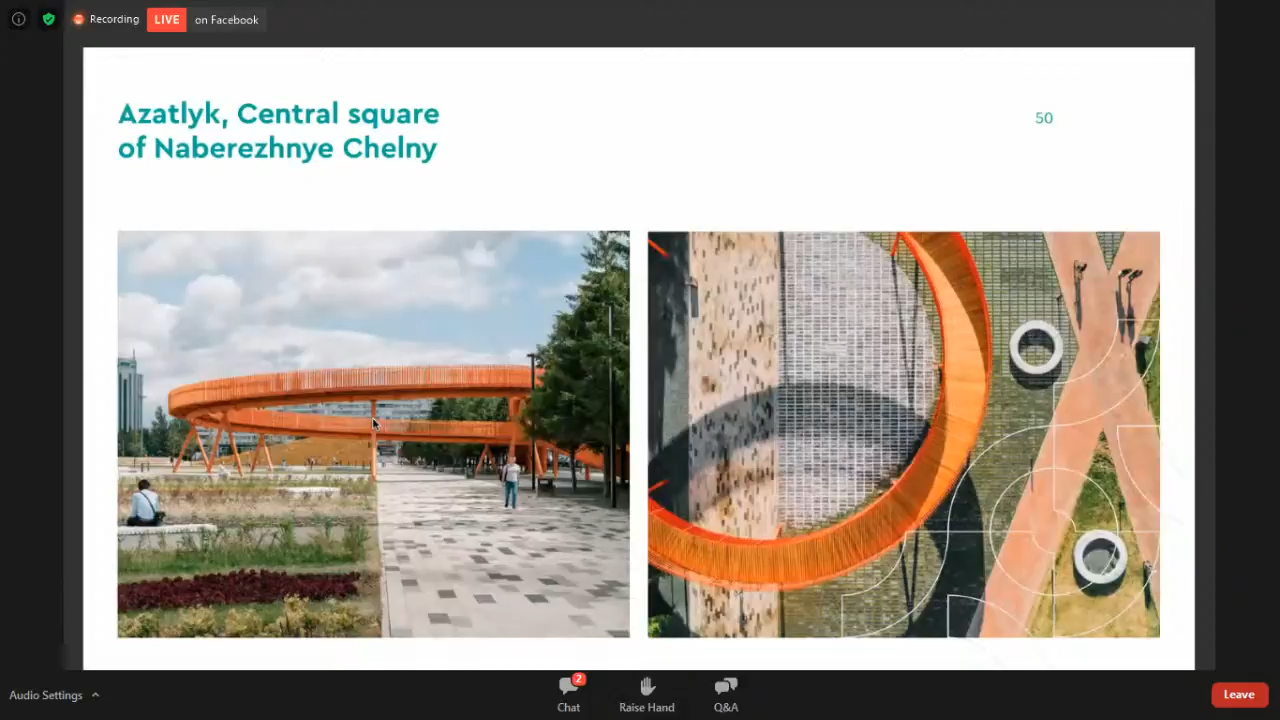 Recording
LIVE on Facebook
Azatlyk, Central square
of Naberezhnye Chelny
50
Audio Settings
2
Chat
Raise Hand
Q&A
Leave